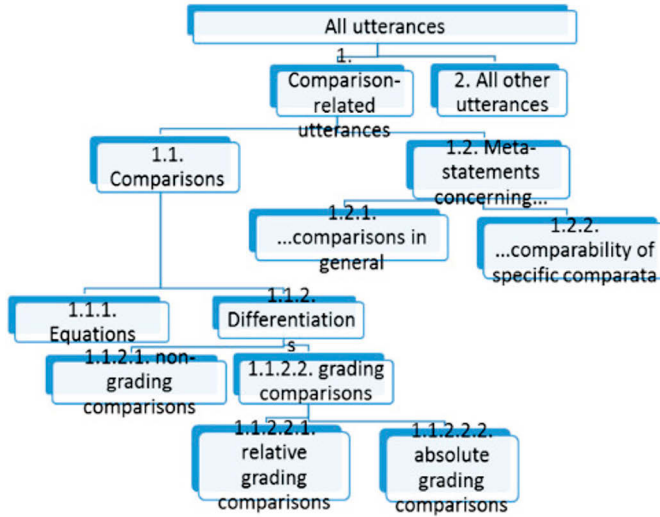 All utterances
1.
Comparison-
related
utterances
2. All other
utterances
1.1.
Comparisons
1.2. Meta-
statements
concerning...
1.2.1.
...comparisons in
general
1.2.2.
...comparability of
specific comparata
1.1.1.
Equations
1.1.2.
Differentiation
s
1.1.2.1. non-
grading
comparisons
1.1.2.2. grading
comparisons
1.1.2.2.1.
relative
grading
comparisons
1.1.2.2.2.
absolute
grading
comparisons